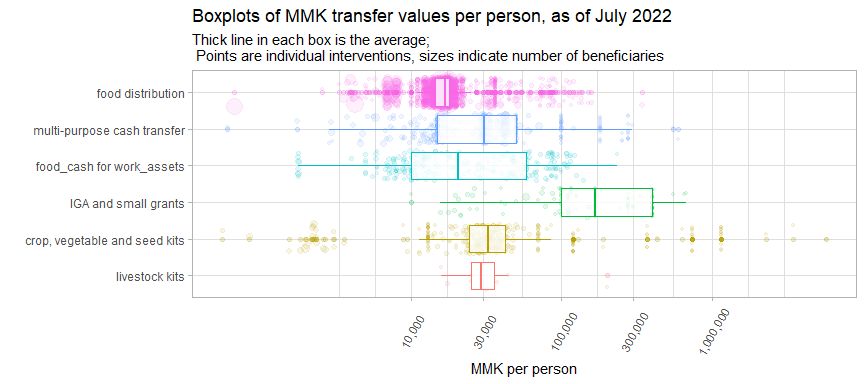 Boxplots of MMK transfer values per person, as of July 2022
Thick line in each box is the average;
Points are individual interventions, sizes indicate number of beneficiaries
food distribution
multi-purpose cash transfer
food_cash for work_assets
IGA and small grants
crop, vegetable and seed kits
livestock kits
10,000
30,000
100,000
300,000
1,000,000
MMK per person